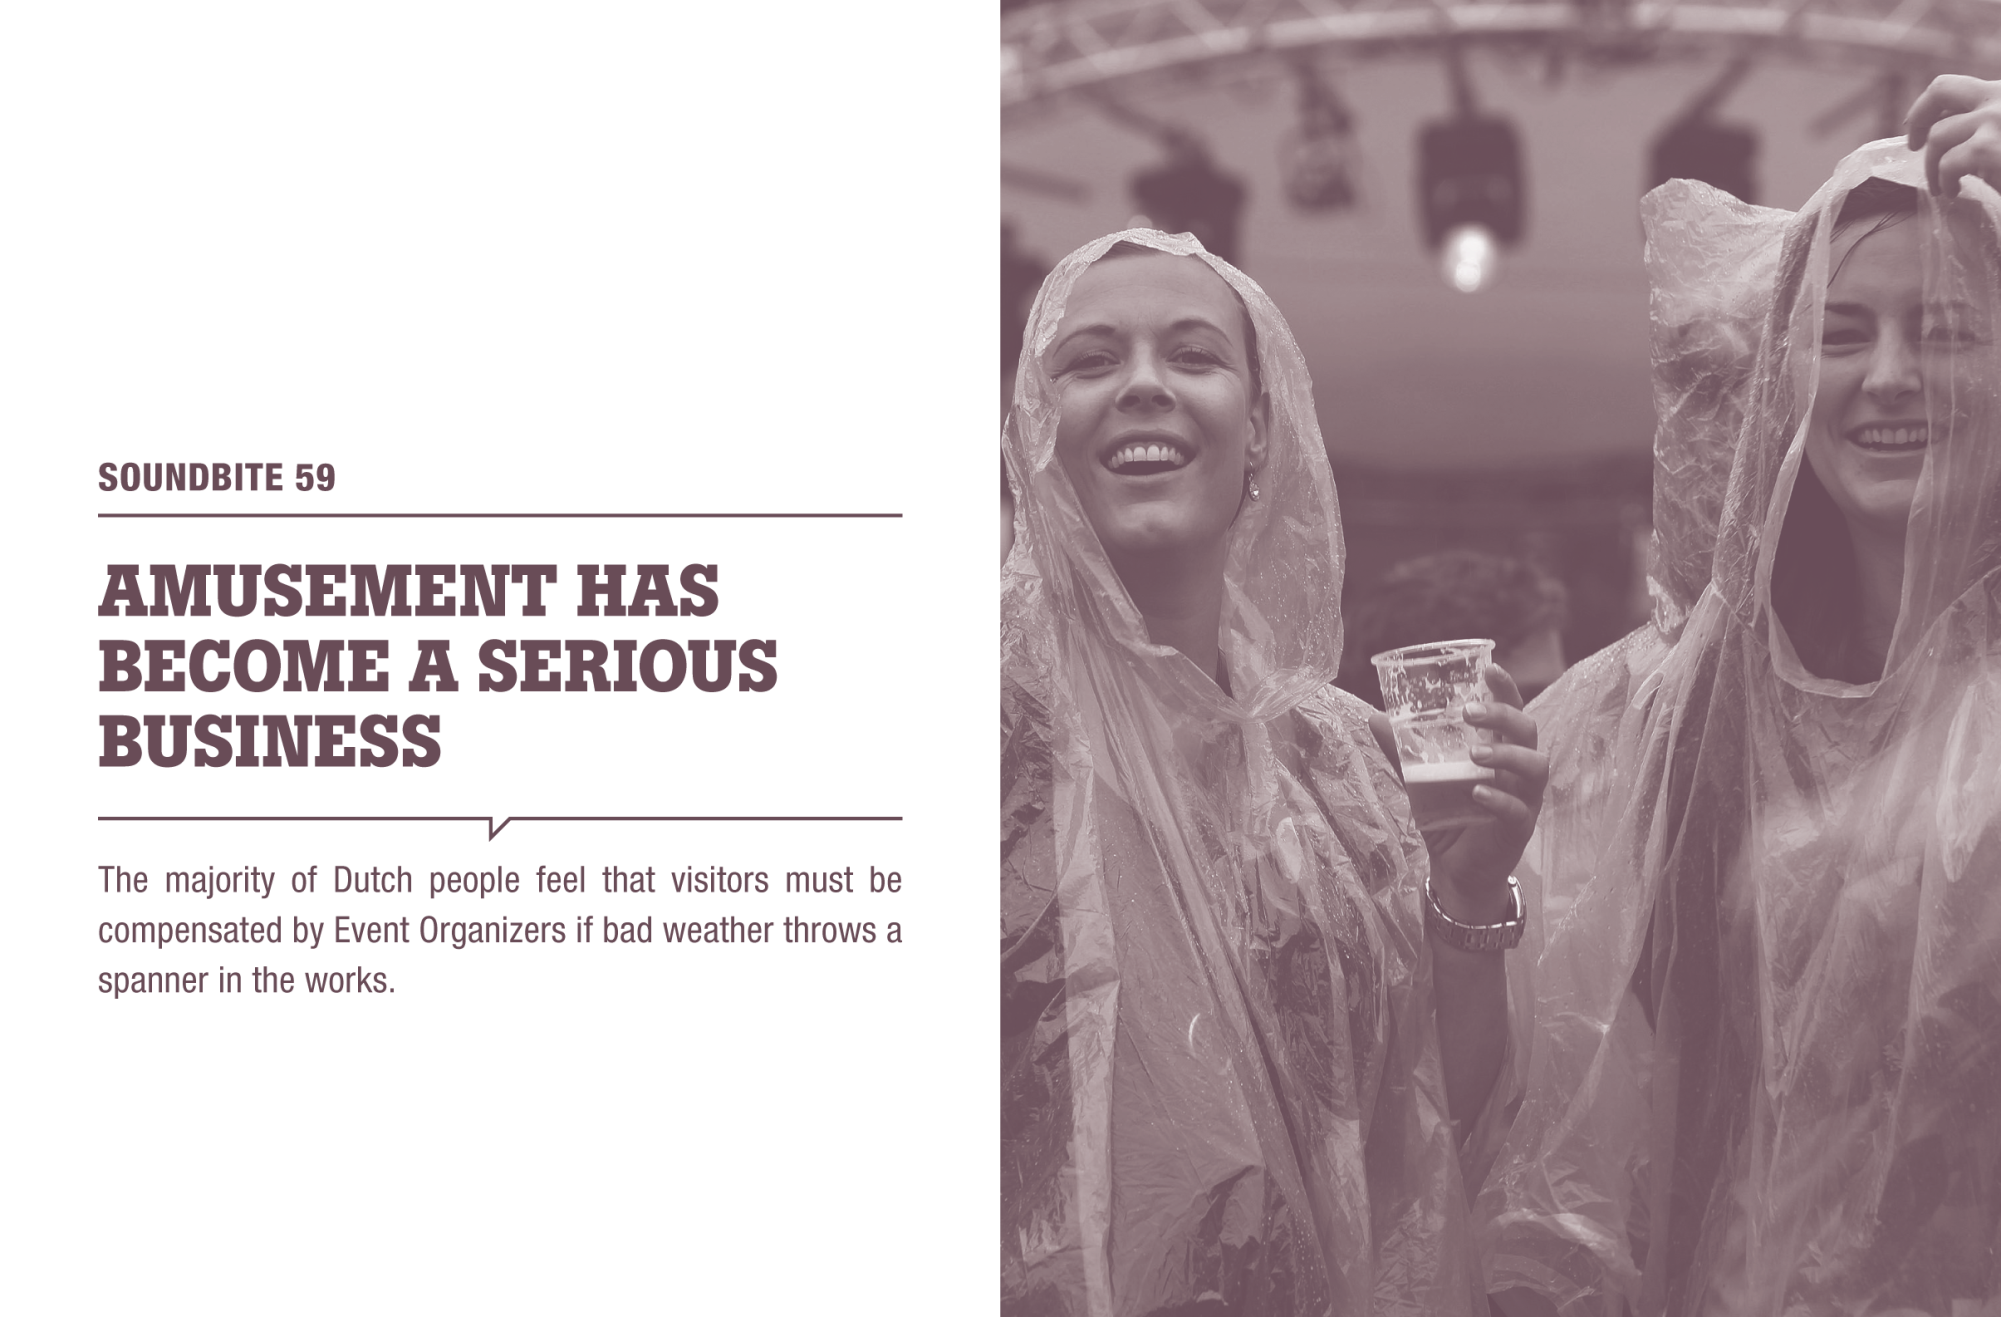 SOUNDBITE 59
AMUSEMENT HAS
BECOME A SERIOUS
BUSINESS
The majority of Dutch people feel that visitors must be
compensated by Event Organizers if bad weather throws a
spanner in the works.